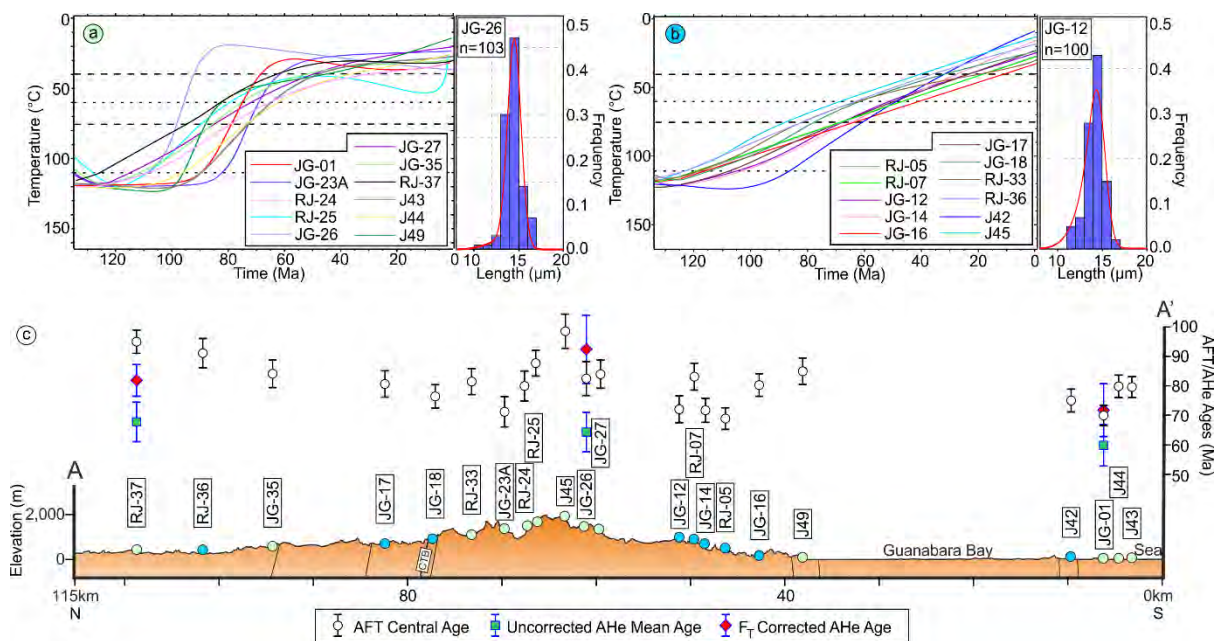 a
0
50
100
150
Temperature (°C)
120 100 80 60 40 20
Time (Ma)
JG-01
JG-23A
RJ-24
RJ-25
JG-26
JG-27
JG-35
RJ-37
J43
J44
J49
JG-26
n=103
10 15 20
Length (µm)
0.5
0.4
0.3
0.2
0.1
0.0
Frequency
b
0
50
100
150
Temperature (°C)
120 100 80 60 40 20 0
Time (Ma)
RJ-05
RJ-07
JG-12
JG-14
JG-16
JG-17
JG-18
RJ-33
RJ-36
J42
J45
JG-12
n=100
10 15 20
Length (µm)
0.5
0.4
0.3
0.2
0.1
0.0
Frequency
c
A
A'
100
90
80
70
60
50
AFT/AHe Ages (Ma)
RJ-37
RJ-36
JG-35
JG-17
JG-18
RJ-33
JG-23A
RJ-24
RJ-25
J45
JG-26
JG-27
JG-12
RJ-07
JG-14
RJ-05
JG-16
J49
J42
JG-01
J44
J43
Elevation (m)
2,000
0
CTB
Guanabara Bay
Sea
115km 80 40 0km
N S
AFT Central Age Uncorrected AHe Mean Age FT Corrected AHe Age